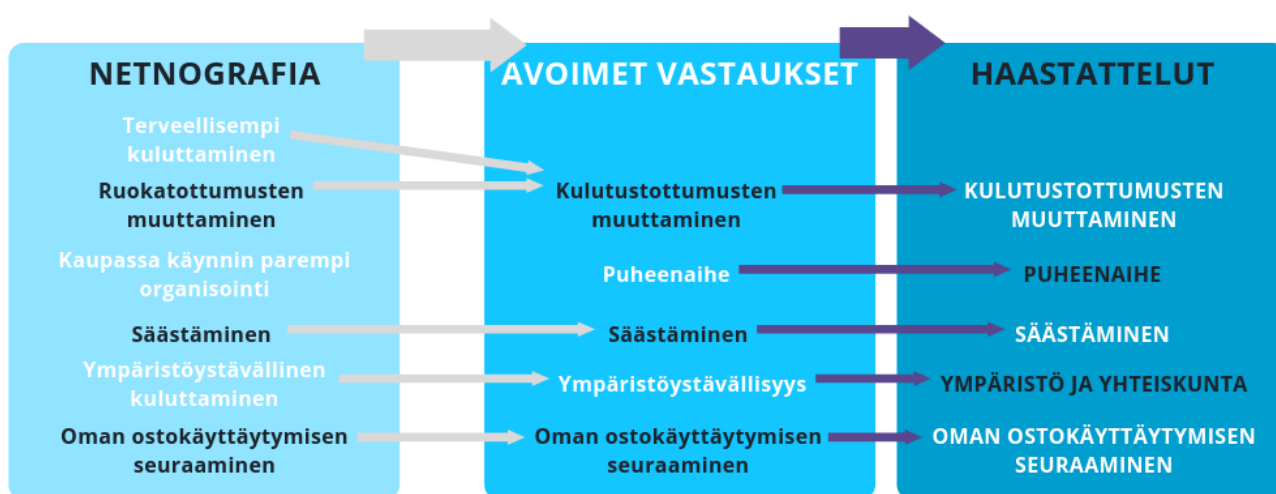 NETNOGRAFIA
Terveellisempi
kuluttaminen
Ruokatottumusten
muuttaminen
Kaupassa käynnin parempi
organisointi
Säästäminen
Ympäristöystävällinen
kuluttaminen
Oman ostokäyttäytymisen
seuraaminen
AVOIMET VASTAUKSET
Kulutustottumusten
muuttaminen
Puheenaihe
Säästäminen
Ympäristöystävällisyys
Oman ostokäyttäytymisen
seuraaminen
HAASTATTELUT
KULUTUSTOTTUMUSTEN
MUUTTAMINEN
PUHEENAIHE
SÄÄSTÄMINEN
YMPÄRISTÖ JA YHTEISKUNTA
OMAN OSTOKÄYTTÄYTYMISEN
SEURAAMINEN